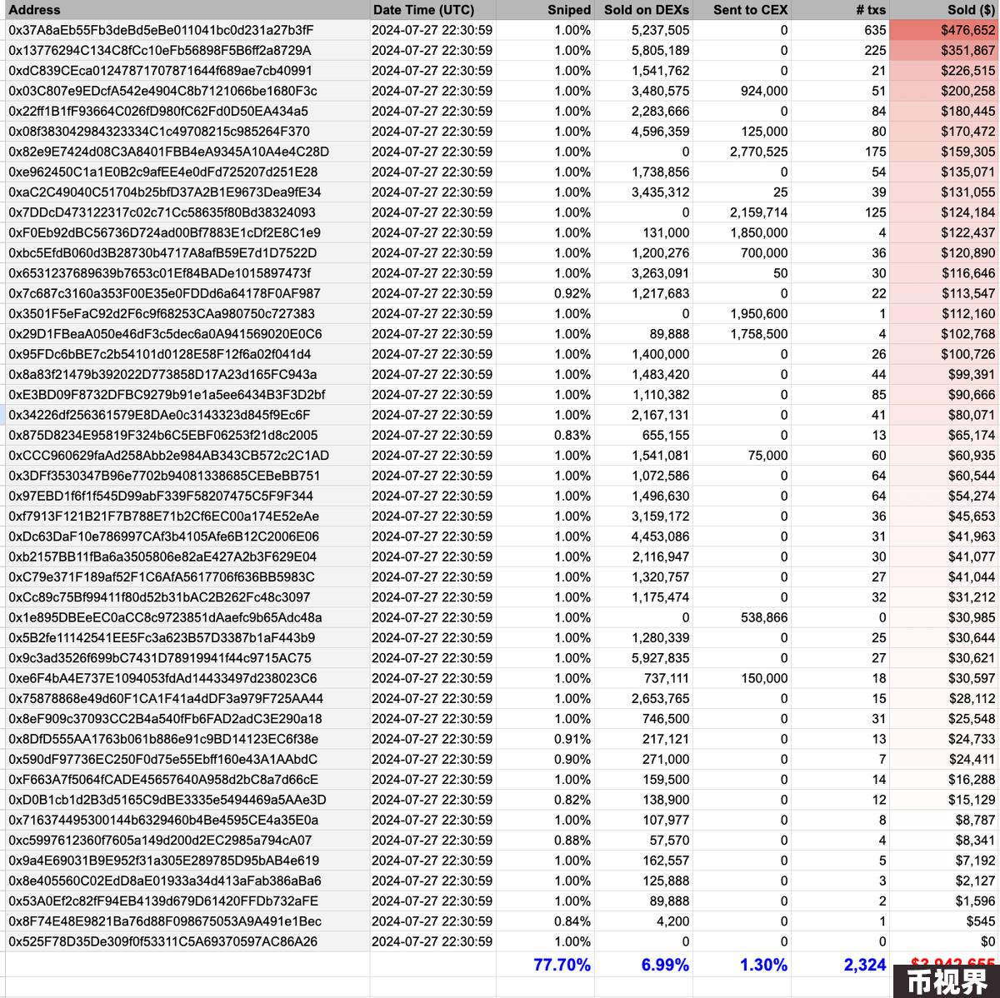 Address Date Time (UTC) Sniped Sold on DEXs Sent to CEX # txs Sold ($)
0x37A8aEb55Fb3deBd5eBe011041bc0d231a27b3fF 2024-07-27 22:30:59 1.00% 5,237,505 0 635 $476,652
0x13776294C134C8fCc10eFb56898F5B6ff2a8729A 2024-07-27 22:30:59 1.00% 5,805,189 0 225 $351,867
0xdC839CEca01247871707871644f689ae7cb40991 2024-07-27 22:30:59 1.00% 1,541,762 0 21 $226,515
0x03C807e9EDcfA542e4904C8b7121066be1680F3c 2024-07-27 22:30:59 1.00% 3,480,575 924,000 51 $200,258
0x22ff1B1fF93664C026fD980fC62Fd0D50EA434a5 2024-07-27 22:30:59 1.00% 2,283,666 0 84 $180,445
0x08f383042984323334C1c49708215c985264F370 2024-07-27 22:30:59 1.00% 4,596,359 125,000 80 $170,472
0x82e9E7424d08C3A8401FBB4eA9345A10A4e4C28D 2024-07-27 22:30:59 1.00% 0 2,770,525 175 $159,305
0xe962450C1a1E0B2c9afEE4e0dFd725207d251E28 2024-07-27 22:30:59 1.00% 1,738,856 0 54 $135,071
0xaC2C49040C51704b25bfD37A2B1E9673Dea9fE34 2024-07-27 22:30:59 1.00% 3,435,312 25 39 $131,055
0x7DDcD473122317c02c71Cc58635f80Bd38324093 2024-07-27 22:30:59 1.00% 0 2,159,714 125 $124,184
0xF0Eb92dBC56736D724ad00Bf7883E1cDf2E8C1e9 2024-07-27 22:30:59 1.00% 131,000 1,850,000 4 $122,437
0xbc5EfdB060d3B28730b4717A8afB59E7d1D7522D 2024-07-27 22:30:59 1.00% 1,200,276 700,000 36 $120,890
0x6531237689639b7653c01Ef84BADe1015897473f 2024-07-27 22:30:59 1.00% 3,263,091 50 30 $116,646
0x7c687c3160a353F00E35e0FDDd6a64178F0AF987 2024-07-27 22:30:59 0.92% 1,217,683 0 22 $113,547
0x3501F5eFaC92d2F6c9f68253CAa980750c727383 2024-07-27 22:30:59 1.00% 0 1,950,600 1 $112,160
0x29D1FBeaA050e46dF3c5dec6a0A941569020E0C6 2024-07-27 22:30:59 1.00% 89,888 1,758,500 4 $102,768
0x95FDc6bBE7c2b54101d0128E58F12f6a02f041d4 2024-07-27 22:30:59 1.00% 1,400,000 0 26 $100,726
0x8a83f21479b392022D773858D17A23d165FC943a 2024-07-27 22:30:59 1.00% 1,483,420 0 44 $99,391
0xE3BD09F8732DFBC9279b91e1a5ee6434B3F3D2bf 2024-07-27 22:30:59 1.00% 1,110,382 0 85 $90,666
0x34226df256361579E8DAe0c3143323d845f9Ec6F 2024-07-27 22:30:59 1.00% 2,167,131 0 41 $80,071
0x875D8234E95819F324b6C5EBF06253f21d8c2005 2024-07-27 22:30:59 0.83% 655,155 0 13 $65,174
0xCCC960629faAd258Abb2e984AB343CB572c2C1AD 2024-07-27 22:30:59 1.00% 1,541,081 75,000 60 $60,935
0x3DFf3530347B96e7702b94081338685CEBeBB751 2024-07-27 22:30:59 1.00% 1,072,586 0 64 $60,544
0x97EBD1f6f1f545D99abF339F58207475C5F9F344 2024-07-27 22:30:59 1.00% 1,496,630 0 64 $54,274
0xf7913F121B21F7B788E71b2Cf6EC00a174E52eAe 2024-07-27 22:30:59 1.00% 3,159,172 0 36 $45,653
0xDc63DaF10e786997CAf3b4105Afe6B12C2006E06 2024-07-27 22:30:59 1.00% 4,453,086 0 31 $41,963
0xb2157BB11fBa6a3505806e82aE427A2b3F629E04 2024-07-27 22:30:59 1.00% 2,116,947 0 30 $41,077
0xC79e371F189af52F1C6AfA5617706f636BB5983C 2024-07-27 22:30:59 1.00% 1,320,757 0 27 $41,044
0xCc89c75Bf99411f80d52b31bAC2B262Fc48c3097 2024-07-27 22:30:59 1.00% 1,175,474 0 32 $31,212
0x1e895DBEeEC0aCC8c9723851dAaefc9b65Adc48a 2024-07-27 22:30:59 1.00% 0 538,866 0 $30,985
0x5B2fe11142541EE5Fc3a623B57D3387b1aF443b9 2024-07-27 22:30:59 1.00% 1,280,339 0 25 $30,644
0x9c3ad3526f699bC7431D78919941f44c9715AC75 2024-07-27 22:30:59 1.00% 5,927,835 0 27 $30,621
0xe6F4bA4E737E1094053fdAd14433497d238023C6 2024-07-27 22:30:59 1.00% 737,111 150,000 18 $30,597
0x75878868e49d60F1CA1F41a4dDF3a979F725AA44 2024-07-27 22:30:59 1.00% 2,653,765 0 15 $28,112
0x8eF909c37093CC2B4a540fFb6FAD2adC3E290a18 2024-07-27 22:30:59 1.00% 746,500 0 31 $25,548
0x8DfD555AA1763b061b886e91c9BD14123EC6f38e 2024-07-27 22:30:59 0.91% 217,121 0 13 $24,733
0x590dF97736EC250F0d75e55Ebff160e43A1AAbdC 2024-07-27 22:30:59 0.90% 271,000 0 7 $24,411
0xF663A7f5064fCADE45657640A958d2bC8a7d66cE 2024-07-27 22:30:59 1.00% 159,500 0 14 $16,288
0xD0B1cb1d2B3d5165C9dBE3335e5494469a5AAe3D 2024-07-27 22:30:59 0.82% 138,900 0 12 $15,129
0x716374495300144b6329460b4Be4595CE4a35E0a 2024-07-27 22:30:59 1.00% 107,977 0 8 $8,787
0xc5997612360f7605a149d200d2EC2985a794cA07 2024-07-27 22:30:59 0.88% 57,570 0 4 $8,341
0x9a4E69031B9E952f31a305E289785D95bAB4e619 2024-07-27 22:30:59 1.00% 162,557 0 5 $7,192
0x8e405560C02EdD8aE01933a34d413aFab386aBa6 2024-07-27 22:30:59 1.00% 125,888 0 3 $2,127
0x53A0Ef2c82fF94EB4139d679D61420FFDb732aFE 2024-07-27 22:30:59 1.00% 89,888 0 2 $1,596
0x8F74E48E9821Ba76d88F098675053A9A491e1Bec 2024-07-27 22:30:59 0.84% 4,200 0 1 $545
0x525F78D35De309f0f53311C5A69370597AC86A26 2024-07-27 22:30:59 1.00% 0 0 0 $0
77.70% 6.99% 1.30% 2,324
币视界